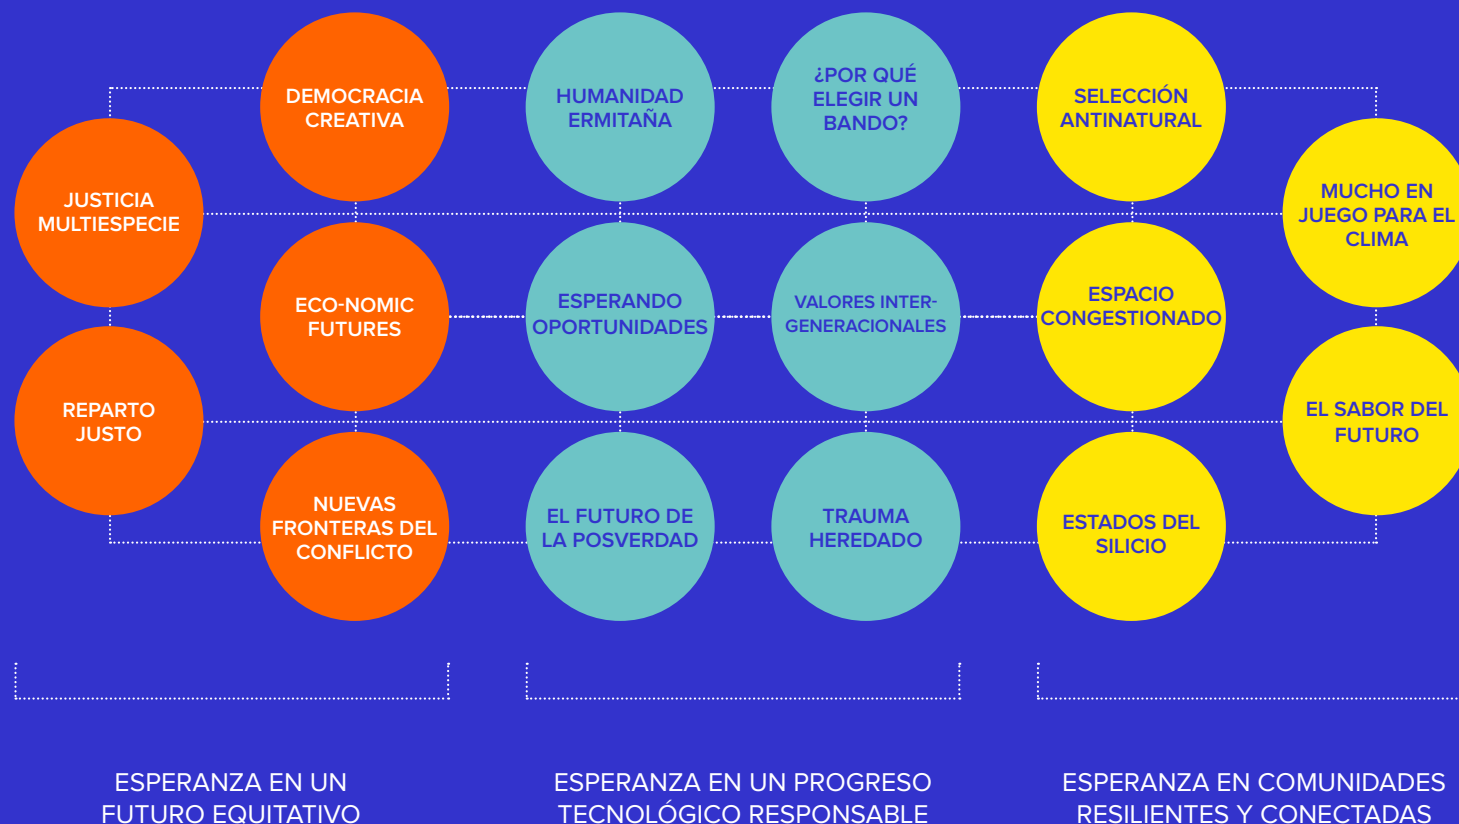 DEMOCRACIA
CREATIVA
HUMANIDAD
ERMITAÑA
¿POR QUÉ
ELEGIR UN
BANDO?
SELECCIÓN
ANTINATURAL
JUSTICIA
MULTIESPECIE
MUCHO EN
JUEGO PARA EL
CLIMA
ECO-NOMIC
FUTURES
ESPERANDO
OPORTUNIDADES
VALORES INTER-
GENERACIONALES
ESPACIO
CONGESTIONADO
REPARTO
JUSTO
EL SABOR DEL
FUTURO
NUEVAS
FRONTERAS DEL
CONFLICTO
EL FUTURO DE
LA POSVERDAD
TRAUMA
HEREDADO
ESTADOS DEL
SILICIO
ESPERANZA EN UN
FUTURO EQUITATIVO
ESPERANZA EN UN PROGRESO
TECNOLÓGICO RESPONSABLE
ESPERANZA EN COMUNIDADES
RESILIENTES Y CONECTADAS